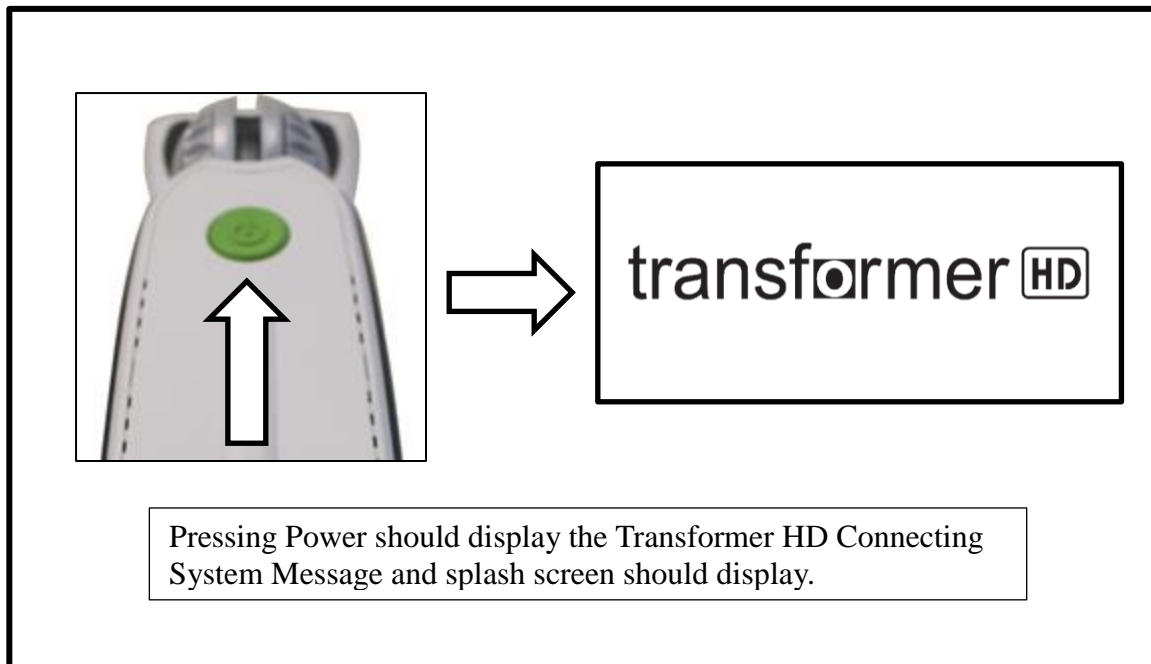 transformer HD
Pressing Power should display the Transformer HD Connecting
System Message and splash screen should display.